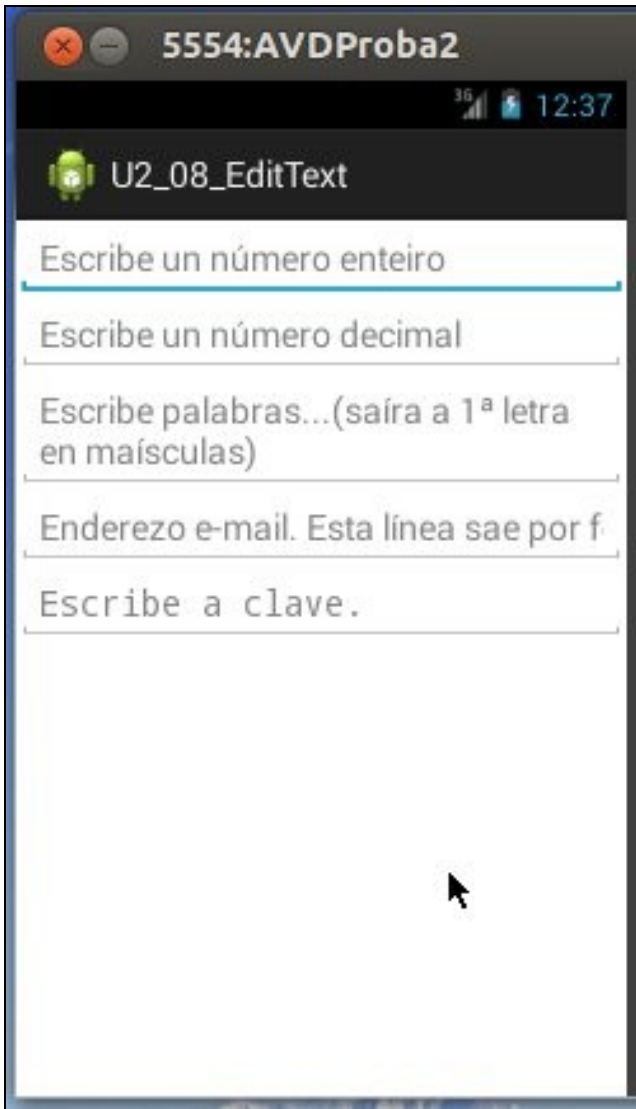 5554:AVDProba2
3G 12:37
U2_08_EditText
Escribe un número enteiro
Escribe un número decimal
Escribe palabras...(saíra a 1ª letra
en maísculas)
Enderezo e-mail. Esta línea sae por f
Escribe a clave.